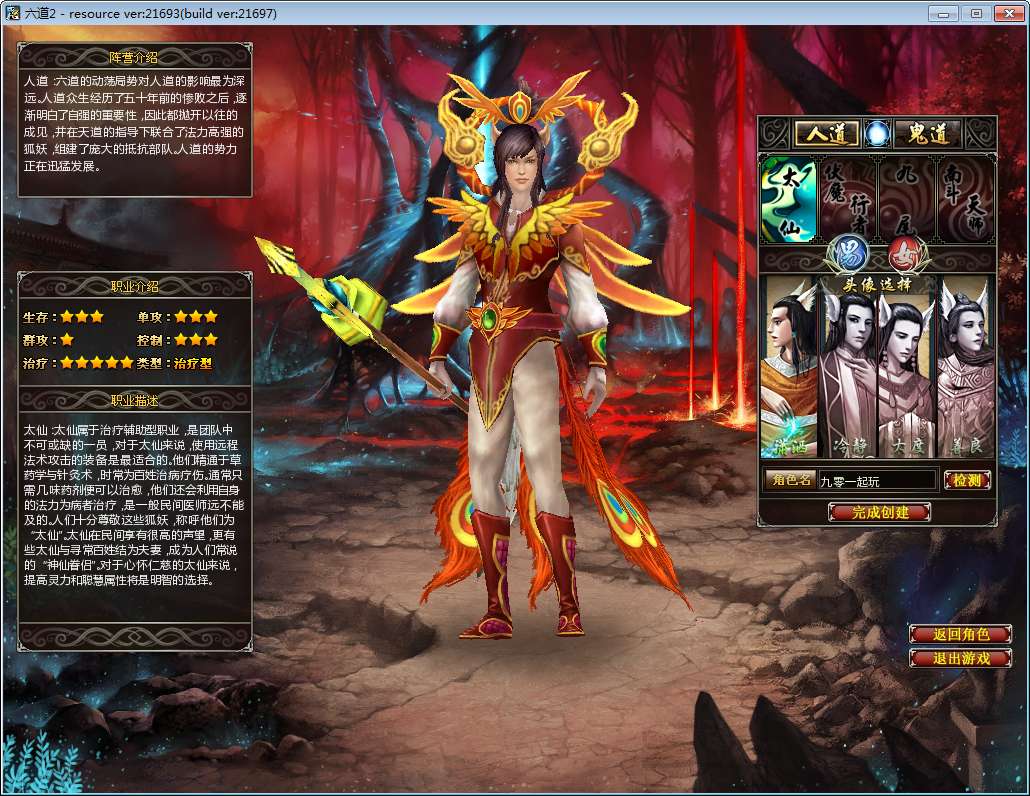 六道2 - resource ver:21693(build ver:21697)
阵营介绍
人道 :六道的动荡局势对人道的影响最为深
远。人道众生经历了五十年前的惨败之后 ,逐
渐明白了自强的重要性 ,因此都抛开以往的
成见 ,并在天道的指导下联合了法力高强的
狐妖 ,组建了庞大的抵抗部队。人道的势力
正在迅猛发展。
职业介绍
生存 : 单攻 :
群攻 : 控制 :
治疗 : 类型 : 治疗型
职业描述
太仙 :太仙属于治疗辅助型职业 ,是团队中
不可或缺的一员 ,对于太仙来说 ,使用远程
法术攻击的装备是最适合的。他们精通于草
药学与针灸术 ,时常为百姓治病疗伤。通常只
需几味药剂便可以治愈 ,他们还会利用自身
的法力为病者治疗 ,是一般民间医师远不能
及的。人们十分尊敬这些狐妖 ,称呼他们为
“太仙”。太仙在民间享有很高的声望 ,更有
些太仙与寻常百姓结为夫妻 ,成为人们常说
的“神仙眷侣”。对于心怀仁慈的太仙来说 ,
提高灵力和聪慧属性将是明智的选择。
人道 鬼道
太仙 伏魔行者 九尾 南斗天师
男 女
头像选择
潇洒 冷静 大度 善良
角色名 九零一起玩 检测
完成创建
返回角色
退出游戏